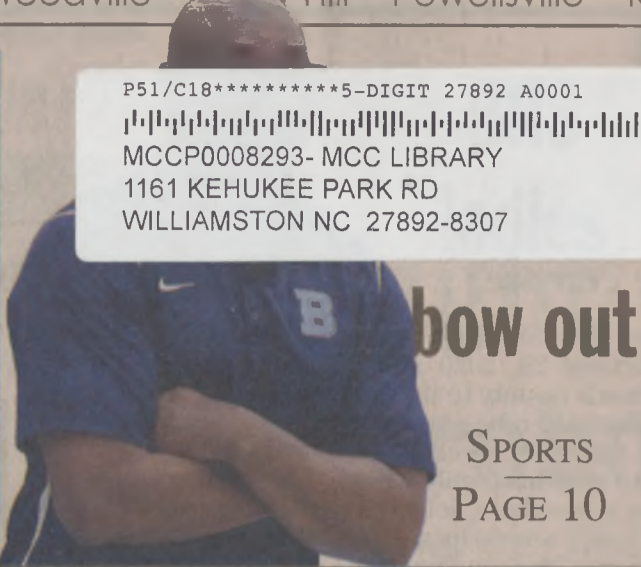 Powellsville
P51/C18**********5-DIGIT 27892 A0001
MCCP0008293- MCC LIBRARY
1161 KEHUKEE PARK RD
WILLIAMSTON NC 27892-8307
B
bow out
SPORTS
PAGE 10